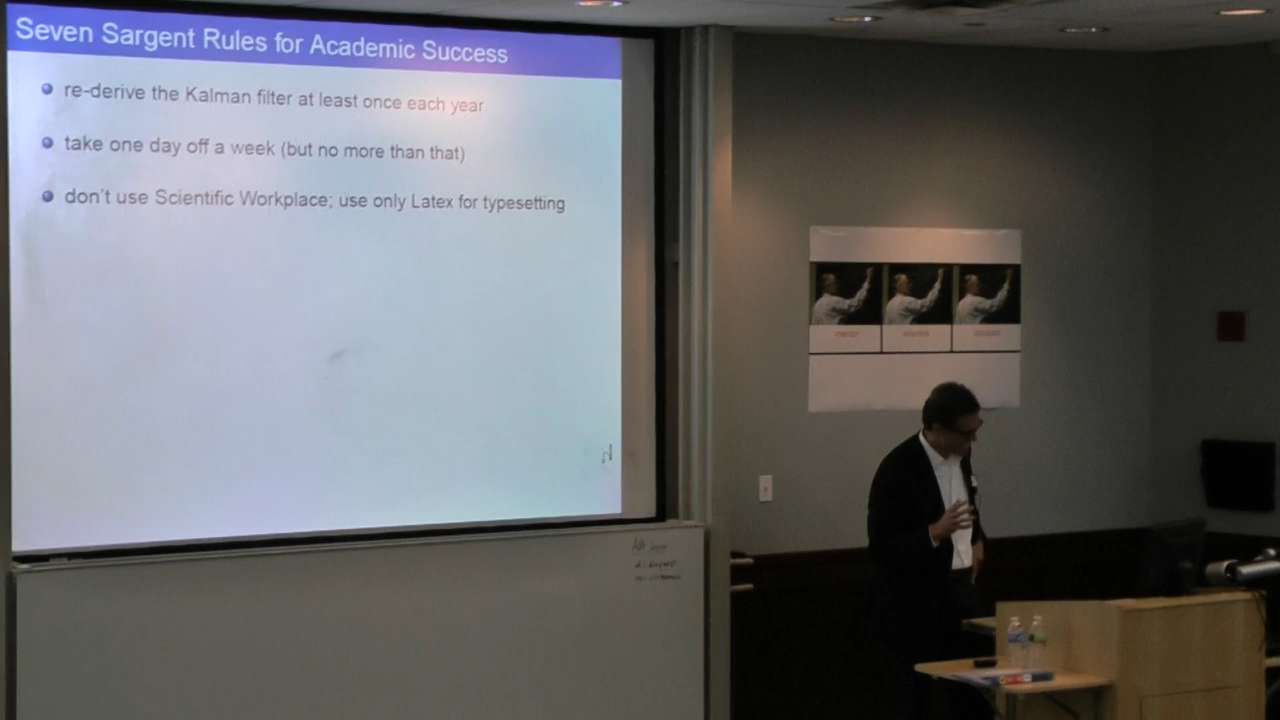 Seven Sargent Rules for Academic Success
re-derive the Kalman filter at least once each year
take one day off a week (but no more than that)
don't use Scientific Workplace; use only Latex for typesetting